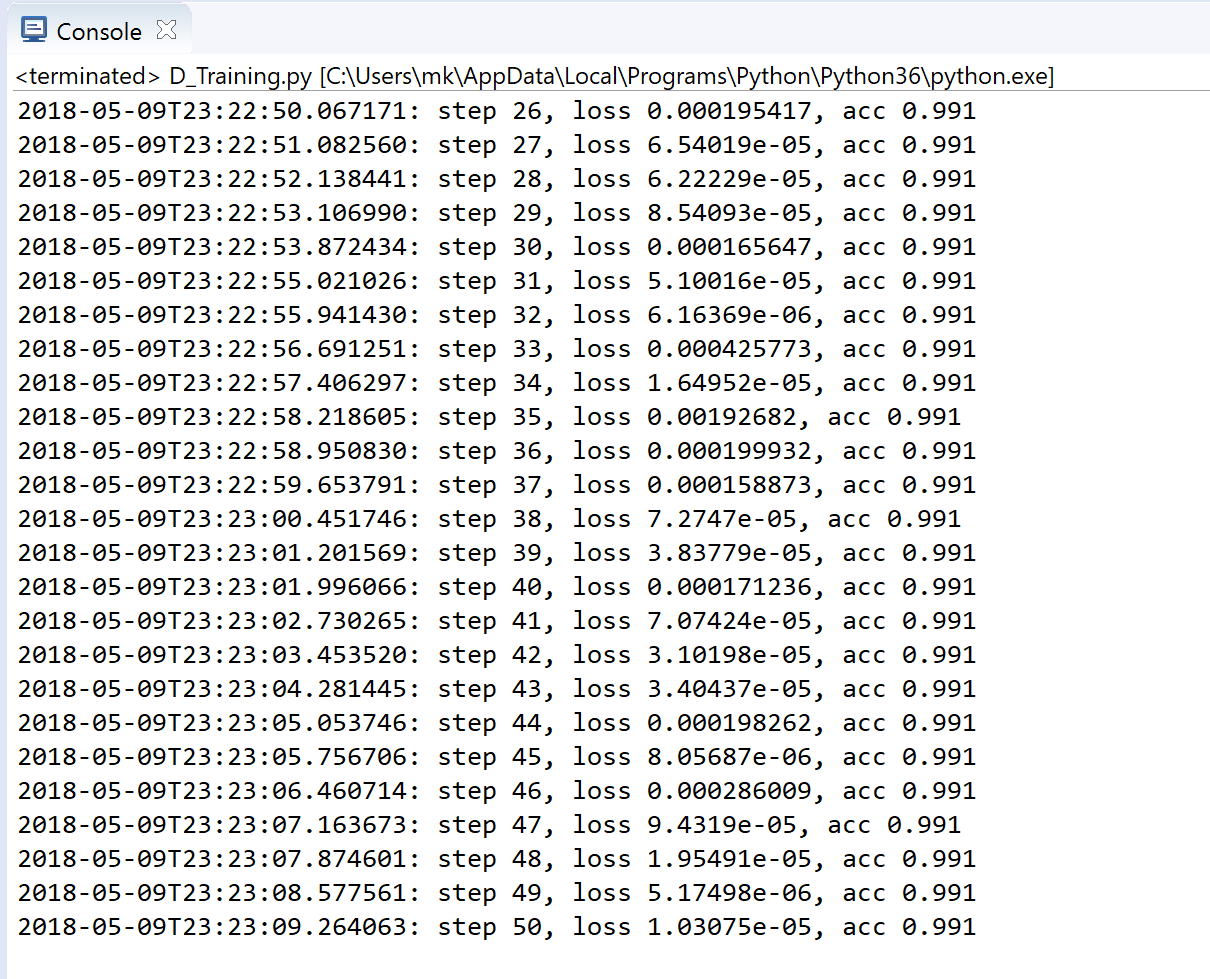 Console
<terminated> D_Training.py [C:\Users\mk\AppData\Local\Programs\Python\Python36\python.exe]
2018-05-09T23:22:50.067171: step 26, loss 0.000195417, acc 0.991
2018-05-09T23:22:51.082560: step 27, loss 6.54019e-05, acc 0.991
2018-05-09T23:22:52.138441: step 28, loss 6.22229e-05, acc 0.991
2018-05-09T23:22:53.106990: step 29, loss 8.54093e-05, acc 0.991
2018-05-09T23:22:53.872434: step 30, loss 0.000165647, acc 0.991
2018-05-09T23:22:55.021026: step 31, loss 5.10016e-05, acc 0.991
2018-05-09T23:22:55.941430: step 32, loss 6.16369e-06, acc 0.991
2018-05-09T23:22:56.691251: step 33, loss 0.000425773, acc 0.991
2018-05-09T23:22:57.406297: step 34, loss 1.64952e-05, acc 0.991
2018-05-09T23:22:58.218605: step 35, loss 0.00192682, acc 0.991
2018-05-09T23:22:58.950830: step 36, loss 0.000199932, acc 0.991
2018-05-09T23:22:59.653791: step 37, loss 0.000158873, acc 0.991
2018-05-09T23:23:00.451746: step 38, loss 7.2747e-05, acc 0.991
2018-05-09T23:23:01.201569: step 39, loss 3.83779e-05, acc 0.991
2018-05-09T23:23:01.996066: step 40, loss 0.000171236, acc 0.991
2018-05-09T23:23:02.730265: step 41, loss 7.07424e-05, acc 0.991
2018-05-09T23:23:03.453520: step 42, loss 3.10198e-05, acc 0.991
2018-05-09T23:23:04.281445: step 43, loss 3.40437e-05, acc 0.991
2018-05-09T23:23:05.053746: step 44, loss 0.000198262, acc 0.991
2018-05-09T23:23:05.756706: step 45, loss 8.05687e-06, acc 0.991
2018-05-09T23:23:06.460714: step 46, loss 0.000286009, acc 0.991
2018-05-09T23:23:07.163673: step 47, loss 9.4319e-05, acc 0.991
2018-05-09T23:23:07.874601: step 48, loss 1.95491e-05, acc 0.991
2018-05-09T23:23:08.577561: step 49, loss 5.17498e-06, acc 0.991
2018-05-09T23:23:09.264063: step 50, loss 1.03075e-05, acc 0.991